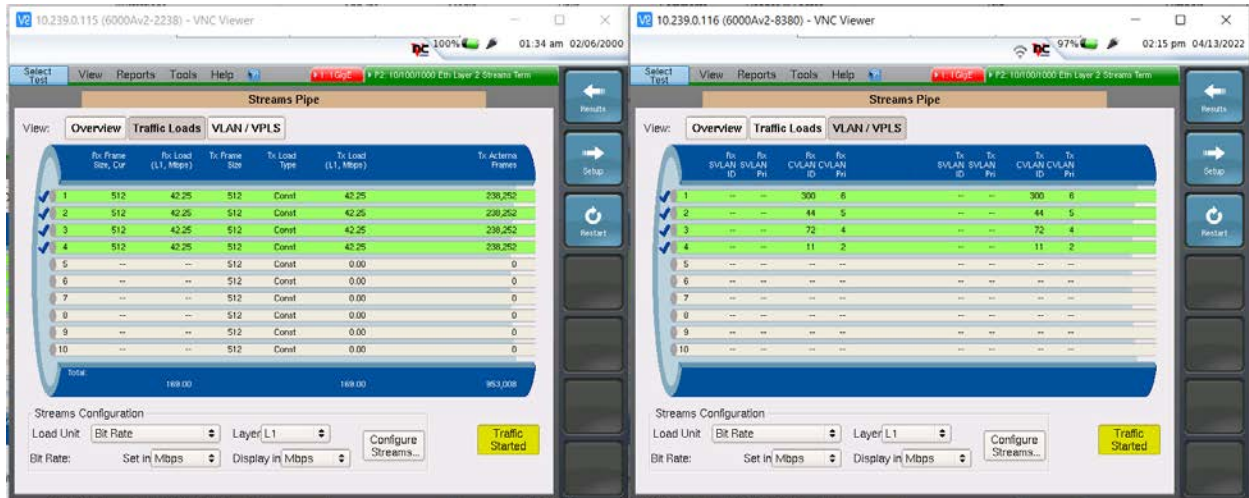 10.239.0.115 (6000Av2-2238) - VNC Viewer
100% 01:34 am 02/06/2000
Select Test View Reports Tools Help 1: 1GigE P2: 10/100/1000 Eth Layer 2 Streams Term
Streams Pipe
Results
View: Overview Traffic Loads VLAN / VPLS
Rx Frame Size, Cur Rx Load (L1, Mbps) Tx Frame Size Tx Load Type Tx Load (L1, Mbps) Tx Acterna Frames
Setup
1 512 42.25 512 Const 42.25 238,252
2 512 42.25 512 Const 42.25 238,252
3 512 42.25 512 Const 42.25 238,252
Restart
4 512 42.25 512 Const 42.25 238,252
5 -- -- 512 Const 0.00 0
6 -- -- 512 Const 0.00 0
7 -- -- 512 Const 0.00 0
8 -- -- 512 Const 0.00 0
9 -- -- 512 Const 0.00 0
10 -- -- 512 Const 0.00 0
Total: 169.00 169.00 953,008
Streams Configuration
Load Unit Bit Rate Layer L1
Configure Streams...
Traffic Started
Bit Rate: Set in Mbps Display in Mbps
10.239.0.116 (6000Av2-8380) - VNC Viewer
97% 02:15 pm 04/13/2022
Select Test View Reports Tools Help 1: 1GigE P2: 10/100/1000 Eth Layer 2 Streams Term
Streams Pipe
Results
View: Overview Traffic Loads VLAN / VPLS
Rx SVLAN ID Rx SVLAN Pri Rx CVLAN ID Rx CVLAN Pri Tx SVLAN ID Tx SVLAN Pri Tx CVLAN ID Tx CVLAN Pri
Setup
1 -- -- 300 6 -- -- 300 6
2 -- -- 44 5 -- -- 44 5
3 -- -- 72 4 -- -- 72 4
Restart
4 -- -- 11 2 -- -- 11 2
5 -- -- -- -- -- -- -- --
6 -- -- -- -- -- -- -- --
7 -- -- -- -- -- -- -- --
8 -- -- -- -- -- -- -- --
9 -- -- -- -- -- -- -- --
10 -- -- -- -- -- -- -- --
Streams Configuration
Load Unit Bit Rate Layer L1
Configure Streams...
Traffic Started
Bit Rate: Set in Mbps Display in Mbps